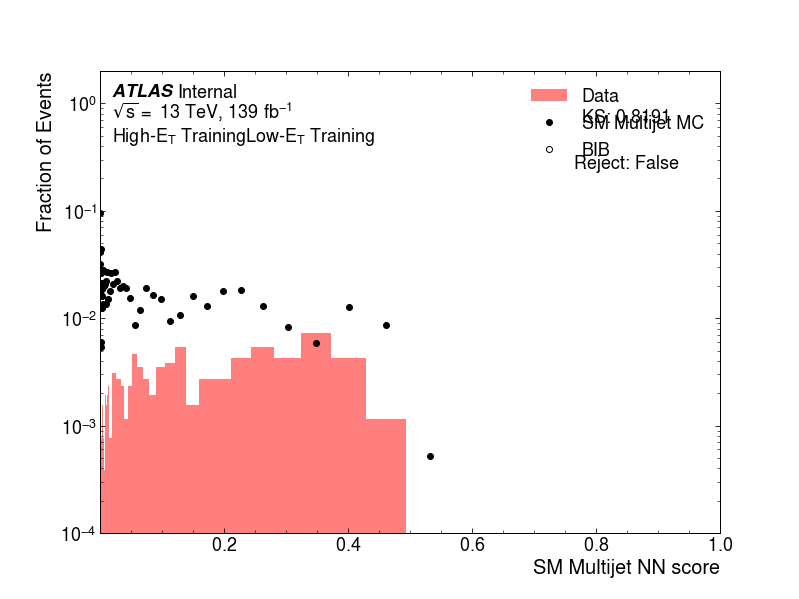 ATLAS Internal
√s = 13 TeV, 139 fb⁻¹
High-E_T TrainingLow-E_T Training
Data
KS: 0.8191
SM Multijet MC
BIB
Reject: False
Fraction of Events
10⁰
10⁻¹
10⁻²
10⁻³
10⁻⁴
0.2 0.4 0.6 0.8 1.0
SM Multijet NN score